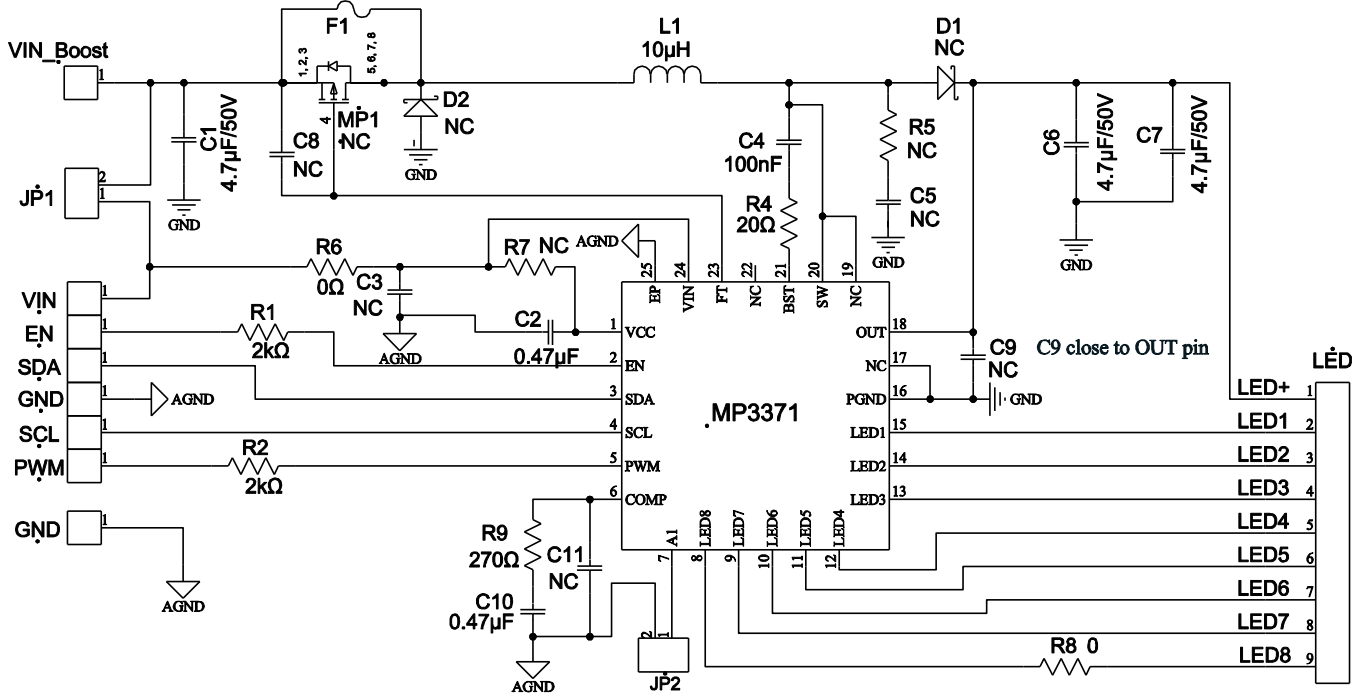 F1
L1
D1
VIN_Boost
1, 2, 3
5, 6, 7, 8
10µH
NC
1
4
MP1
NC
D2
NC
1
C1
4.7µF/50V
C8
NC
GND
C4
100nF
R5
NC
C6
4.7µF/50V
C7
4.7µF/50V
JP1
2
1
GND
R4
20Ω
C5
NC
GND
GND
R6
0Ω
R7 NC
AGND
C3
NC
25
24
23
22
21
20
19
EP
VIN
FT
NC
BST
SW
NC
VIN
1
EN
1
R1
2kΩ
C2
0.47µF
AGND
1
VCC
OUT
18
C9
NC
C9 close to OUT pin
SDA
1
2
EN
NC
17
LED
GND
1
AGND
3
SDA
PGND
16
GND
LED+
1
MP3371
SCL
1
4
SCL
LED1
15
LED1
2
PWM
1
R2
2kΩ
5
PWM
LED2
14
LED2
3
6
COMP
LED3
13
LED3
4
GND
1
R9
270Ω
C11
NC
A1
LED8
LED7
LED6
LED5
LED4
7
8
9
10
11
12
LED4
5
LED5
6
AGND
C10
0.47µF
LED6
7
2
1
LED7
8
AGND
JP2
R8 0
LED8
9